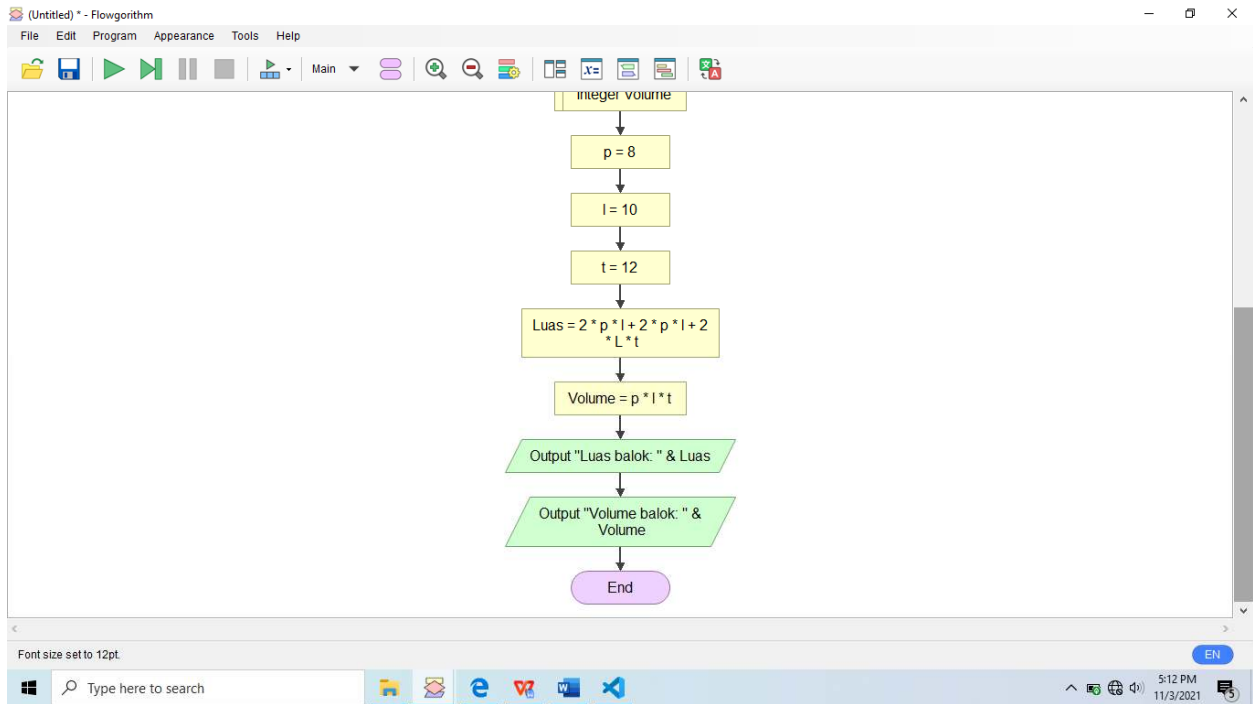 (Untitled) * - Flowgorithm
File Edit Program Appearance Tools Help
Main
Integer Volume
p = 8
l = 10
t = 12
Luas = 2 * p * l + 2 * p * l + 2
* L * t
Volume = p * l * t
Output "Luas balok: " & Luas
Output "Volume balok: " &
Volume
End
Font size set to 12pt.
EN
Type here to search
5:12 PM
11/3/2021
5